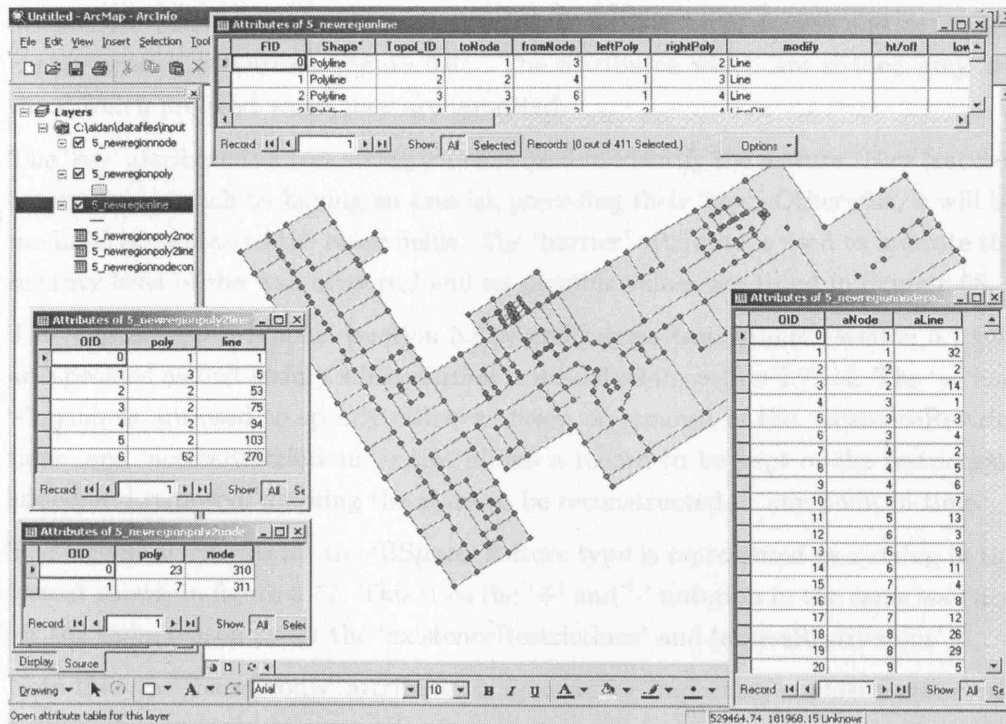 Untitled - ArcMap - ArcInfo
File Edit View Insert Selection Tool
Layers
C:\aidan\datafiles\input
5_newregionnode
5_newregionpoly
5_newregionline
5_newregionpoly2nod
5_newregionpoly2line
5_newregionnodecon
Attributes of 5_newregionline
FID Shape* Topol_ID toNode fromNode leftPoly rightPoly modify ht/off low
0 Polyline 1 1 3 1 2 Line
1 Polyline 2 2 4 1 3 Line
2 Polyline 3 3 6 1 4 Line
Record 1 Show: All Selected Records (0 out of 411 Selected.) Options
Attributes of 5_newregionpoly2line
OID poly line
0 1 1
1 3 5
2 2 53
3 2 75
4 2 94
5 2 103
6 62 270
Record 1 Show: All Se
Attributes of 5_newregionpoly2node
OID poly node
0 23 310
1 7 311
Record 1 Show: All Selec
Attributes of 5_newregionnodeco
OID aNode aLine
0 1 1
1 1 32
2 2 2
3 2 14
4 3 1
5 3
6 3 4
7 4 2
8 4
9 4 6
10 5 4
11 5 13
12 6 3
13 6
14 6 11
15 7 4
16 7 8
17 7 12
18 8 26
19 8 29
20 9 5
Record 1 Show: All Se
Display Source
Drawing Arial 10 B I U A
Open attribute table for this layer
529464.74 181968.15 Unknown